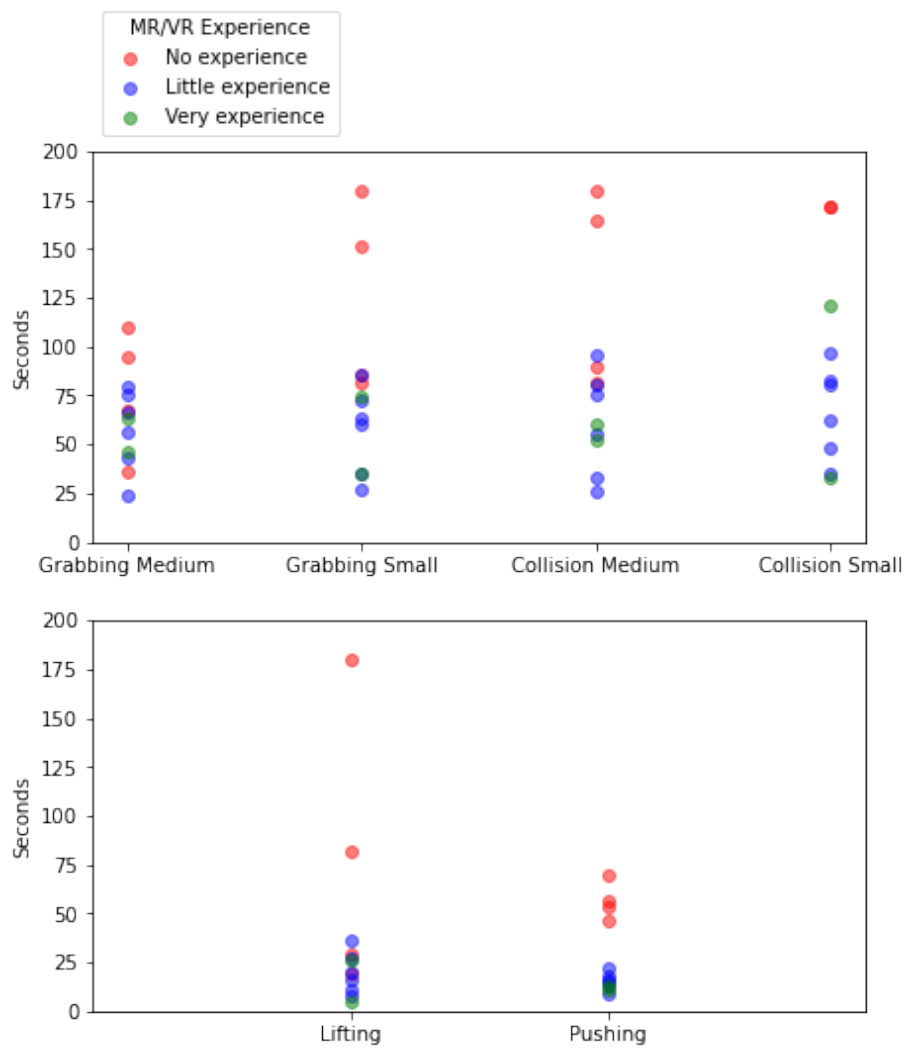 MR/VR Experience
No experience
Little experience
Very experience
200
175
150
125
100
75
50
25
0
Seconds
Grabbing Medium Grabbing Small Collision Medium Collision Small
200
175
150
125
100
75
50
25
0
Seconds
Lifting Pushing